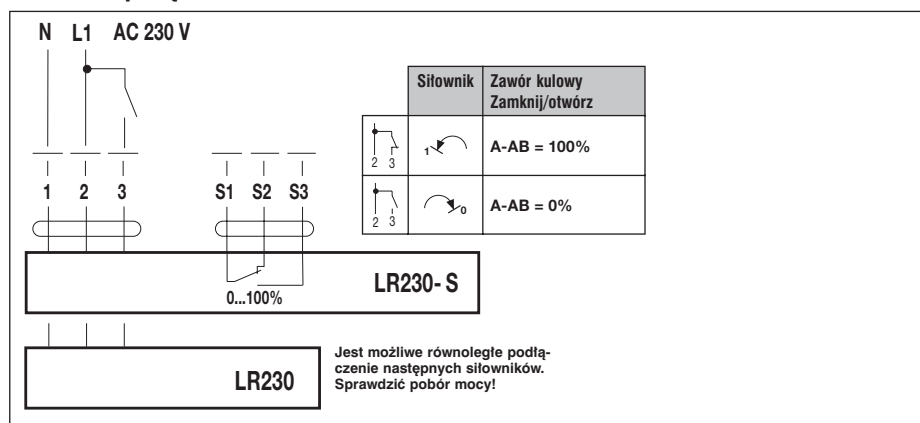 N L1 AC 230 V
Siłownik Zawór kulowy
Zamknij/otwórz
2 3 1 A-AB = 100%
2 3 0 A-AB = 0%
1 2 3 S1 S2 S3
0...100%
LR230-S
LR230
Jest możliwe równoległe podłą-
czenie następnych siłowników.
Sprawdzić pobór mocy!